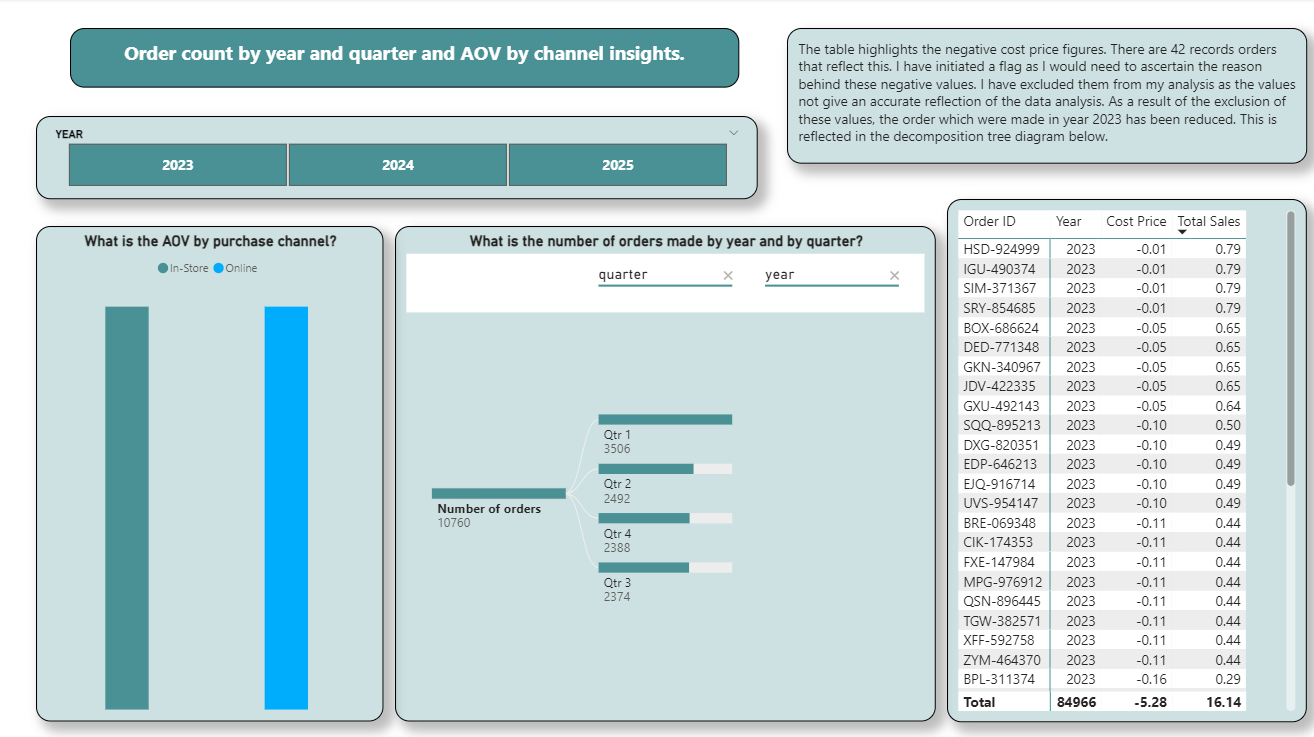 Order count by year and quarter and AOV by channel insights.
The table highlights the negative cost price figures. There are 42 records orders
that reflect this. I have initiated a flag as I would need to ascertain the reason
behind these negative values. I have excluded them from my analysis as the values
not give an accurate reflection of the data analysis. As a result of the exclusion of
these values, the order which were made in year 2023 has been reduced. This is
reflected in the decomposition tree diagram below.
YEAR
2023 2024 2025
What is the AOV by purchase channel?
In-Store Online
What is the number of orders made by year and by quarter?
quarter year
Number of orders
10760
Qtr 1
3506
Qtr 2
2492
Qtr 4
2388
Qtr 3
2374
Order ID Year Cost Price Total Sales
HSD-924999 2023 -0.01 0.79
IGU-490374 2023 -0.01 0.79
SIM-371367 2023 -0.01 0.79
SRY-854685 2023 -0.01 0.79
BOX-686624 2023 -0.05 0.65
DED-771348 2023 -0.05 0.65
GKN-340967 2023 -0.05 0.65
JDV-422335 2023 -0.05 0.65
GXU-492143 2023 -0.05 0.64
SQQ-895213 2023 -0.10 0.50
DXG-820351 2023 -0.10 0.49
EDP-646213 2023 -0.10 0.49
EJQ-916714 2023 -0.10 0.49
UVS-954147 2023 -0.10 0.49
BRE-069348 2023 -0.11 0.44
CIK-174353 2023 -0.11 0.44
FXE-147984 2023 -0.11 0.44
MPG-976912 2023 -0.11 0.44
QSN-896445 2023 -0.11 0.44
TGW-382571 2023 -0.11 0.44
XFF-592758 2023 -0.11 0.44
ZYM-464370 2023 -0.11 0.44
BPL-311374 2023 -0.16 0.29
Total 84966 -5.28 16.14